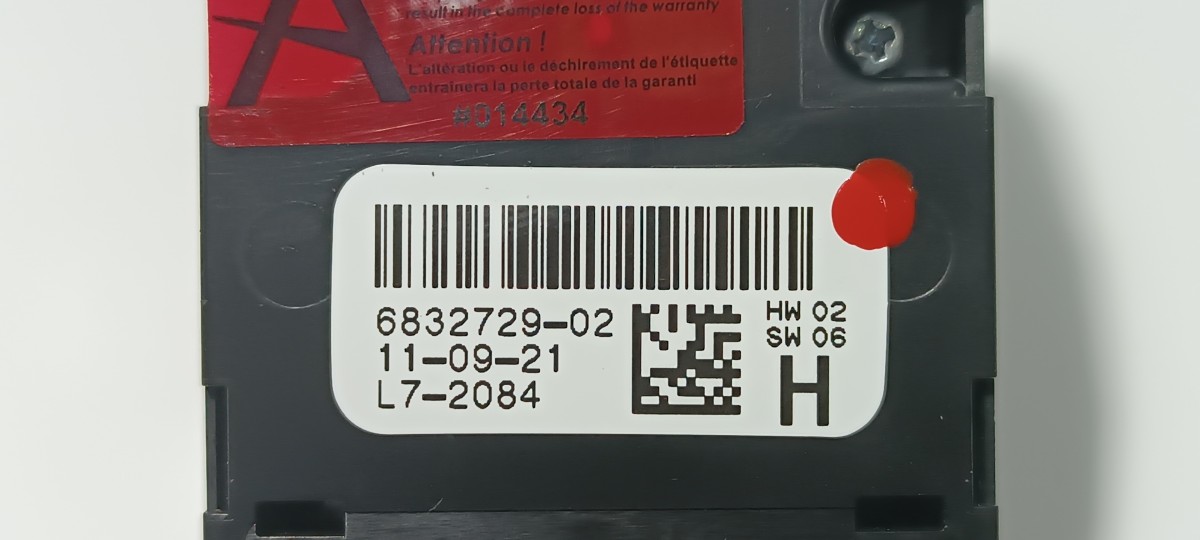 A
result in the complete loss of the warranty
Attention !
L'altération ou le déchirement de l'étiquette
entraînera la perte totale de la garanti
#014434
6832729-02
11-09-21
L7-2084
HW 02
SW 06
H